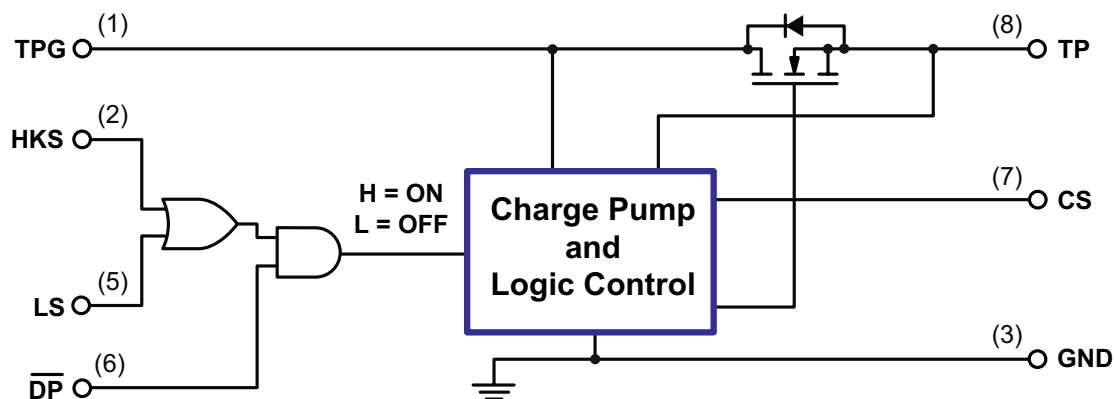 (1)
TPG
(8)
TP
(2)
HKS
H = ON
L = OFF
Charge Pump
and
Logic Control
(7)
CS
(5)
LS
(3)
GND
(6)
D̅P̅